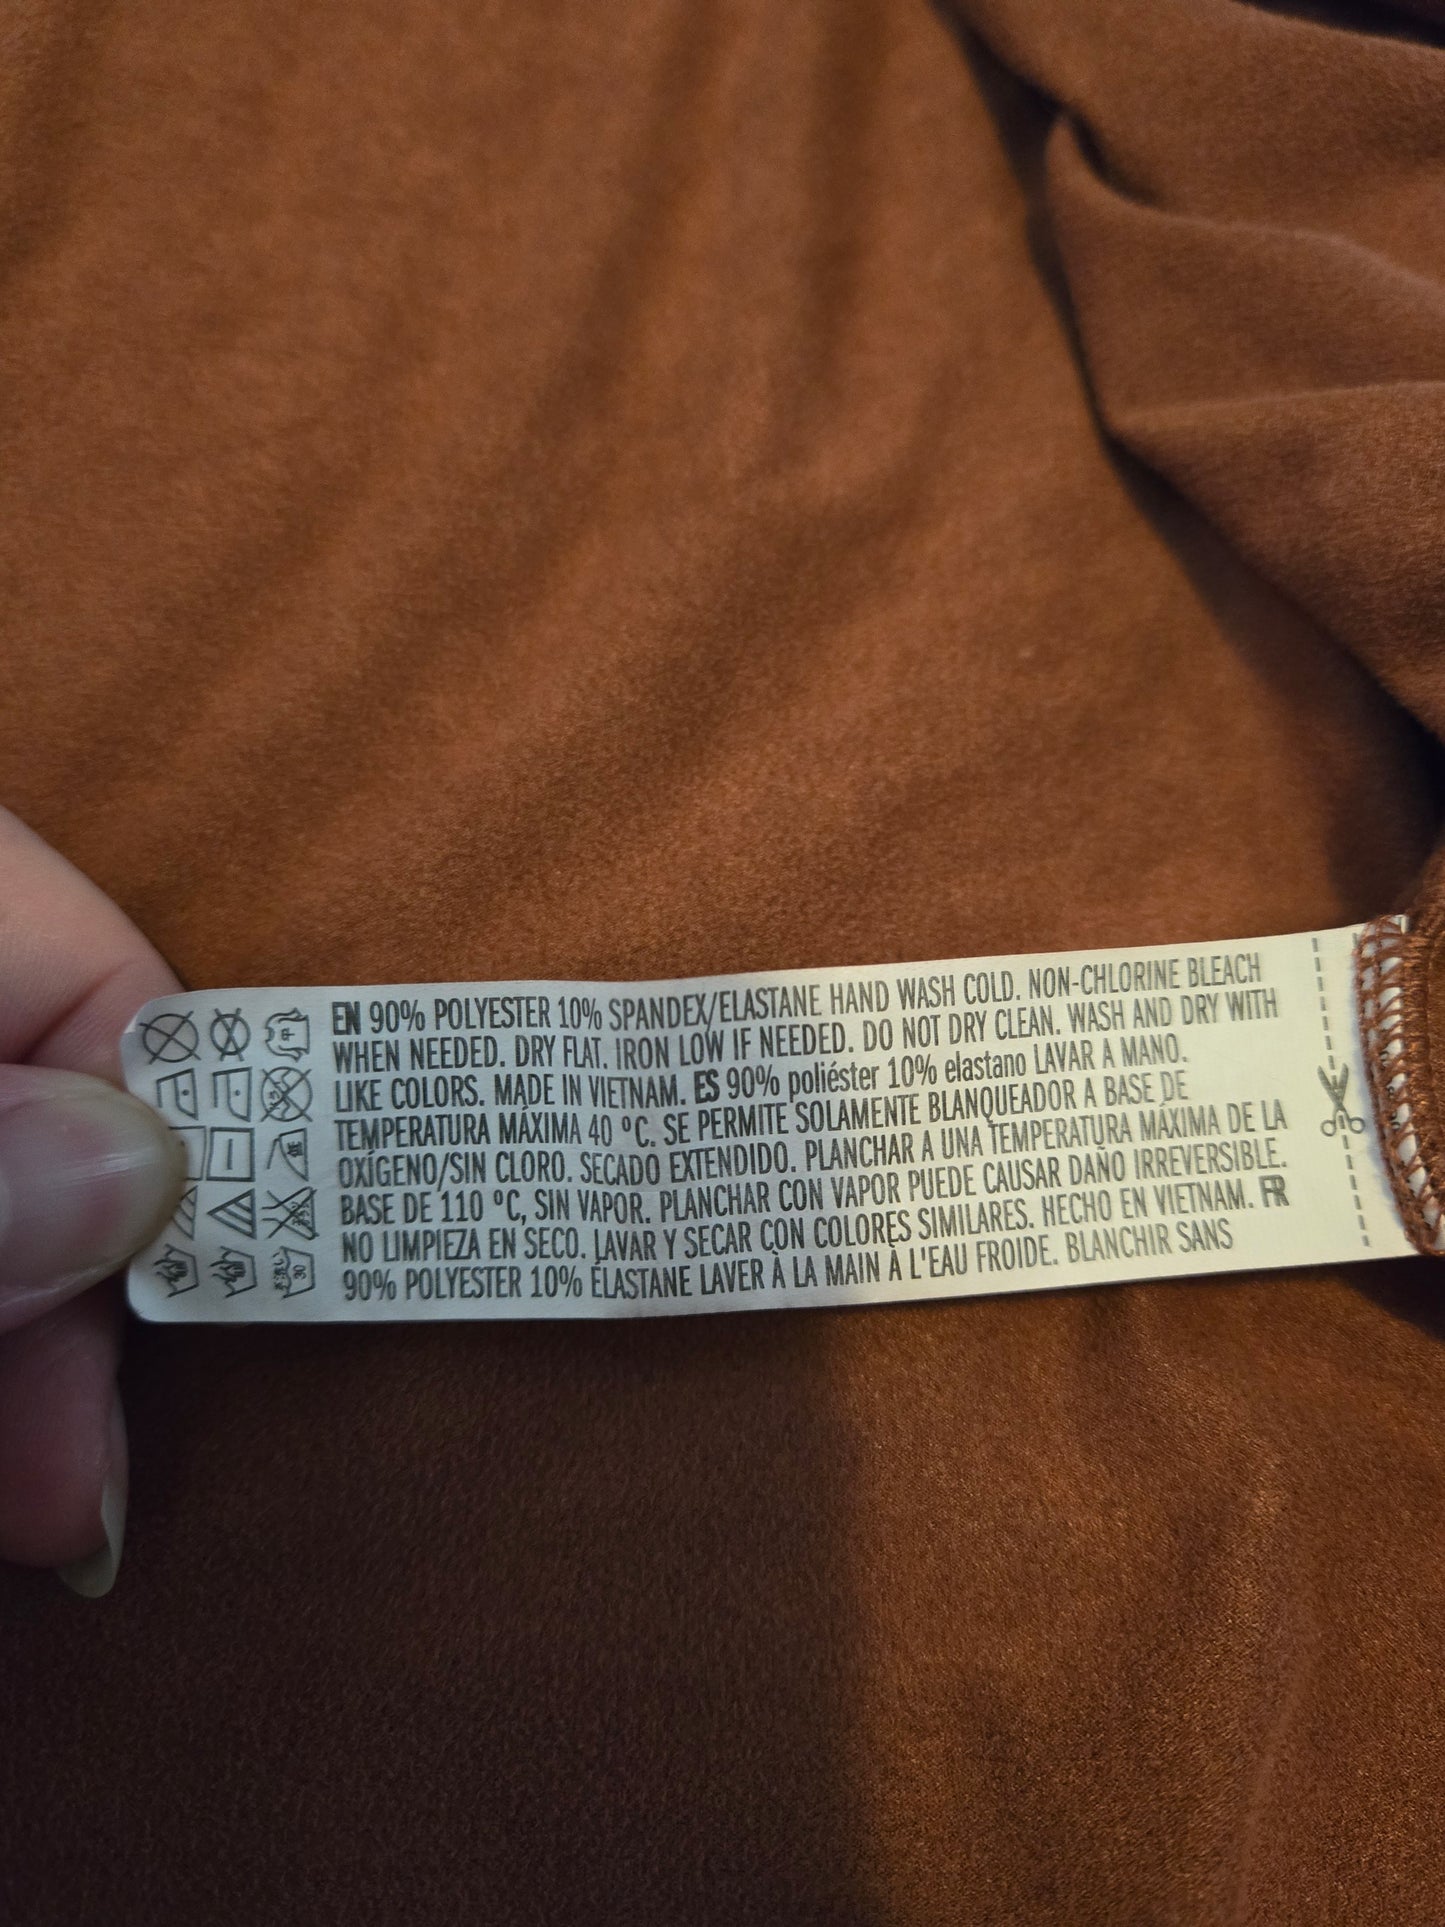 EN 90% POLYESTER 10% SPANDEX/ELASTANE HAND WASH COLD. NON-CHLORINE BLEACH
WHEN NEEDED. DRY FLAT. IRON LOW IF NEEDED. DO NOT DRY CLEAN. WASH AND DRY WITH
LIKE COLORS. MADE IN VIETNAM. ES 90% poliéster 10% elastano LAVAR A MANO.
TEMPERATURA MÁXIMA 40 °C. SE PERMITE SOLAMENTE BLANQUEADOR A BASE DE
OXÍGENO/SIN CLORO. SECADO EXTENDIDO. PLANCHAR A UNA TEMPERATURA MÁXIMA DE LA
BASE DE 110 °C, SIN VAPOR. PLANCHAR CON VAPOR PUEDE CAUSAR DAÑO IRREVERSIBLE.
NO LIMPIEZA EN SECO. LAVAR Y SECAR CON COLORES SIMILARES. HECHO EN VIETNAM. FR
90% POLYESTER 10% ÉLASTANE LAVER À LA MAIN À L'EAU FROIDE. BLANCHIR SANS